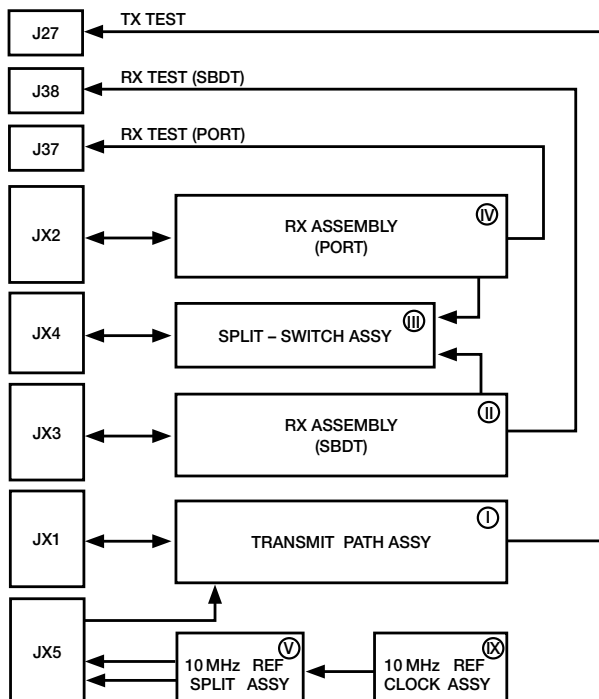 J27
TX TEST
J38
RX TEST (SBDT)
J37
RX TEST (PORT)
JX2
RX ASSEMBLY
(PORT)
IV
JX4
SPLIT – SWITCH ASSY
III
JX3
RX ASSEMBLY
(SBDT)
II
JX1
TRANSMIT PATH ASSY
I
JX5
10 MHz REF
SPLIT ASSY
V
10 MHz REF
CLOCK ASSY
IX